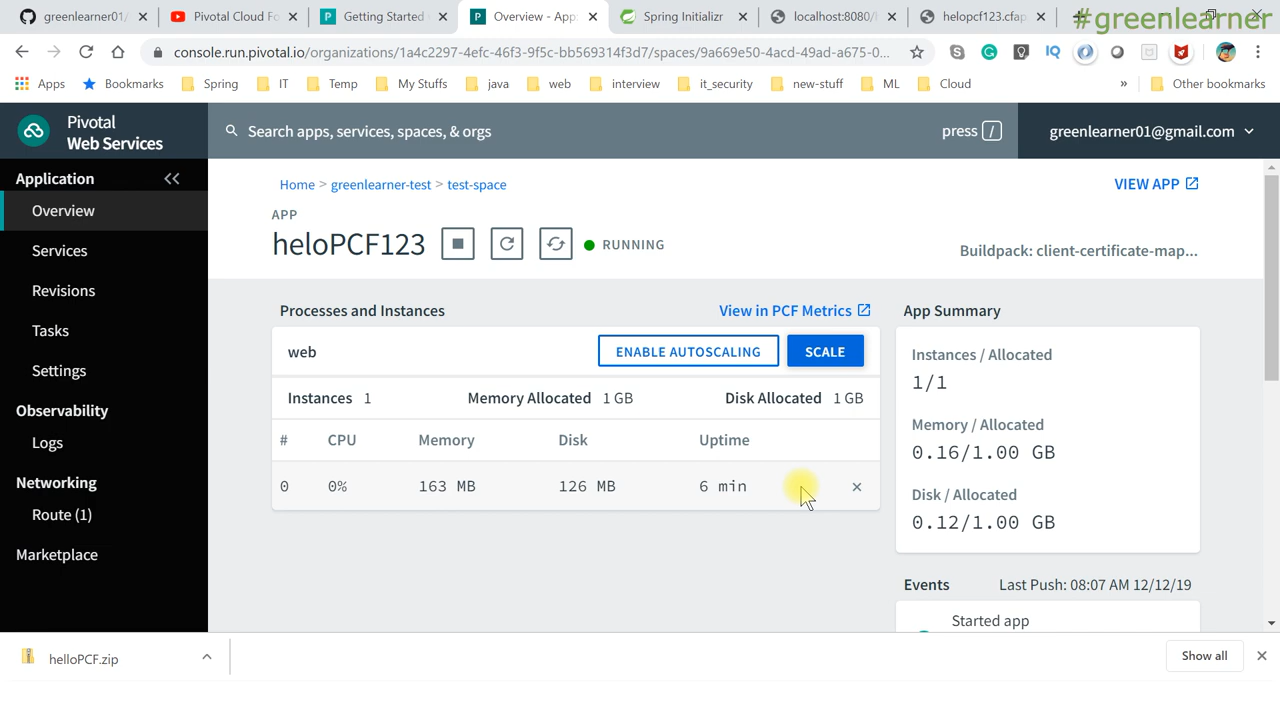 greenlearner01/
Pivotal Cloud Fo
Getting Started
Overview - App
Spring Initializr
localhost:8080/
helopcf123.cfap
#greenlearner
console.run.pivotal.io/organizations/1a4c2297-4efc-46f3-9f5c-bb569314f3d7/spaces/9a669e50-4acd-49ad-a675-0...
Apps
Bookmarks
Spring
IT
Temp
My Stuffs
java
web
interview
it_security
new-stuff
ML
Cloud
»
Other bookmarks
Pivotal
Web Services
Search apps, services, spaces, & orgs
press /
greenlearner01@gmail.com
Application
Overview
Services
Revisions
Tasks
Settings
Observability
Logs
Networking
Route (1)
Marketplace
Home > greenlearner-test > test-space
VIEW APP
APP
heloPCF123
RUNNING
Buildpack: client-certificate-map...
Processes and Instances
View in PCF Metrics
web
ENABLE AUTOSCALING
SCALE
Instances 1
Memory Allocated 1 GB
Disk Allocated 1 GB
# CPU Memory Disk Uptime
0 0% 163 MB 126 MB 6 min
App Summary
Instances / Allocated
1/1
Memory / Allocated
0.16/1.00 GB
Disk / Allocated
0.12/1.00 GB
Events
Last Push: 08:07 AM 12/12/19
Started app
helloPCF.zip
Show all